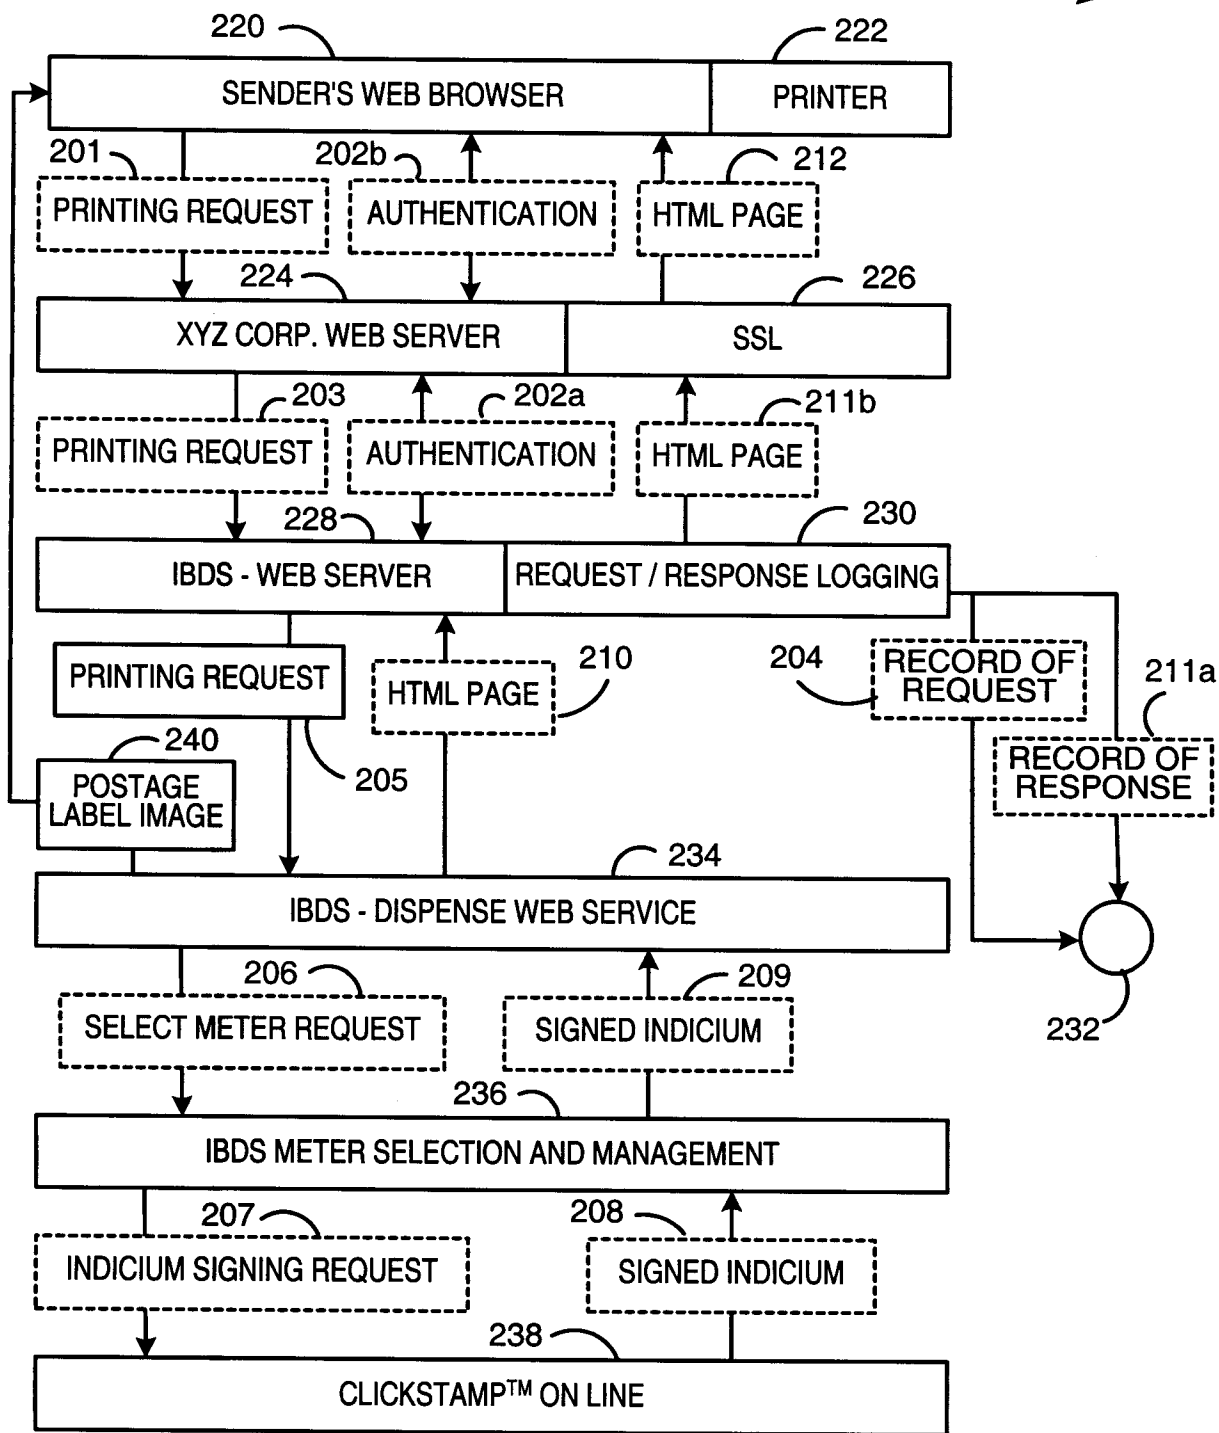 220
222
SENDER'S WEB BROWSER
PRINTER
201
202b
212
PRINTING REQUEST
AUTHENTICATION
HTML PAGE
224
226
XYZ CORP. WEB SERVER
SSL
203
202a
211b
PRINTING REQUEST
AUTHENTICATION
HTML PAGE
228
230
IBDS - WEB SERVER
REQUEST / RESPONSE LOGGING
PRINTING REQUEST
HTML PAGE
210
204
RECORD OF
REQUEST
211a
240
205
RECORD OF
RESPONSE
POSTAGE
LABEL IMAGE
234
IBDS - DISPENSE WEB SERVICE
206
209
SELECT METER REQUEST
SIGNED INDICIUM
232
236
IBDS METER SELECTION AND MANAGEMENT
207
208
INDICIUM SIGNING REQUEST
SIGNED INDICIUM
238
CLICKSTAMP™ ON LINE